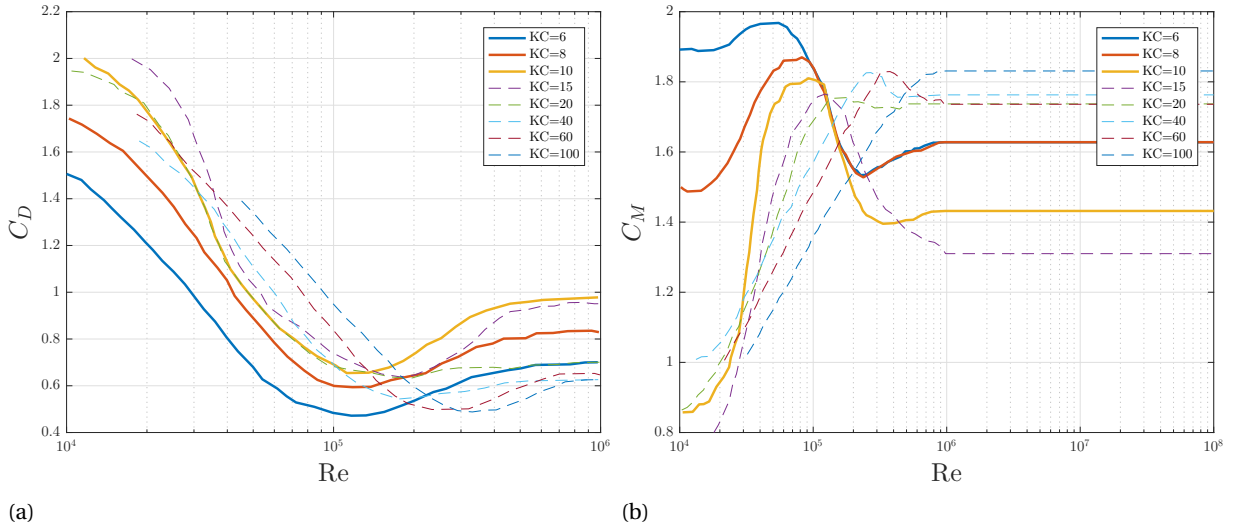 2.2
2
1.8
1.6
1.4
1.2
1
0.8
0.6
0.4
C_D
10^4
10^5
10^6
Re
KC=6
KC=8
KC=10
KC=15
KC=20
KC=40
KC=60
KC=100
(a)
2
1.8
1.6
1.4
1.2
1
0.8
C_M
10^4
10^5
10^6
10^7
10^8
Re
KC=6
KC=8
KC=10
KC=15
KC=20
KC=40
KC=60
KC=100
(b)